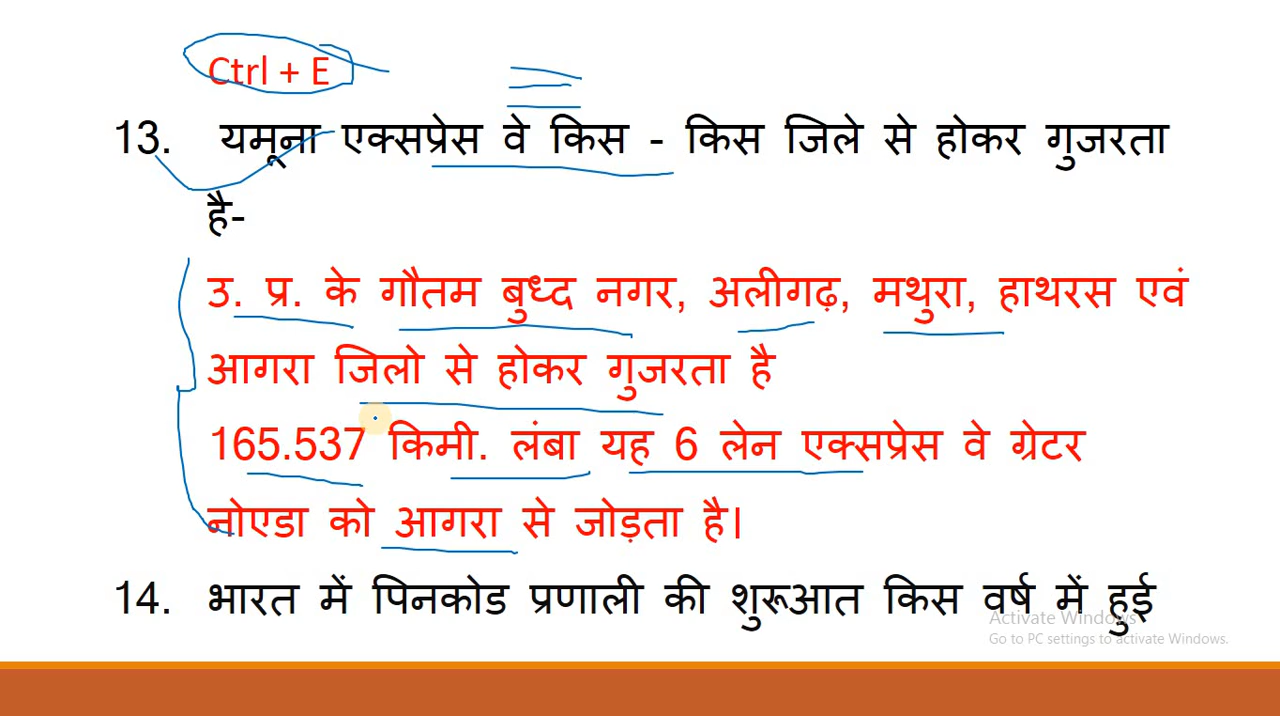 Ctrl + E
13. यमूना एक्सप्रेस वे किस - किस जिले से होकर गुजरता
है-
उ. प्र. के गौतम बुध्द नगर, अलीगढ़, मथुरा, हाथरस एवं
आगरा जिलो से होकर गुजरता है
165.537 किमी. लंबा यह 6 लेन एक्सप्रेस वे ग्रेटर
नोएडा को आगरा से जोड़ता है।
14. भारत में पिनकोड प्रणाली की शुरूआत किस वर्ष में हुई
Activate Windows
Go to PC settings to activate Windows.